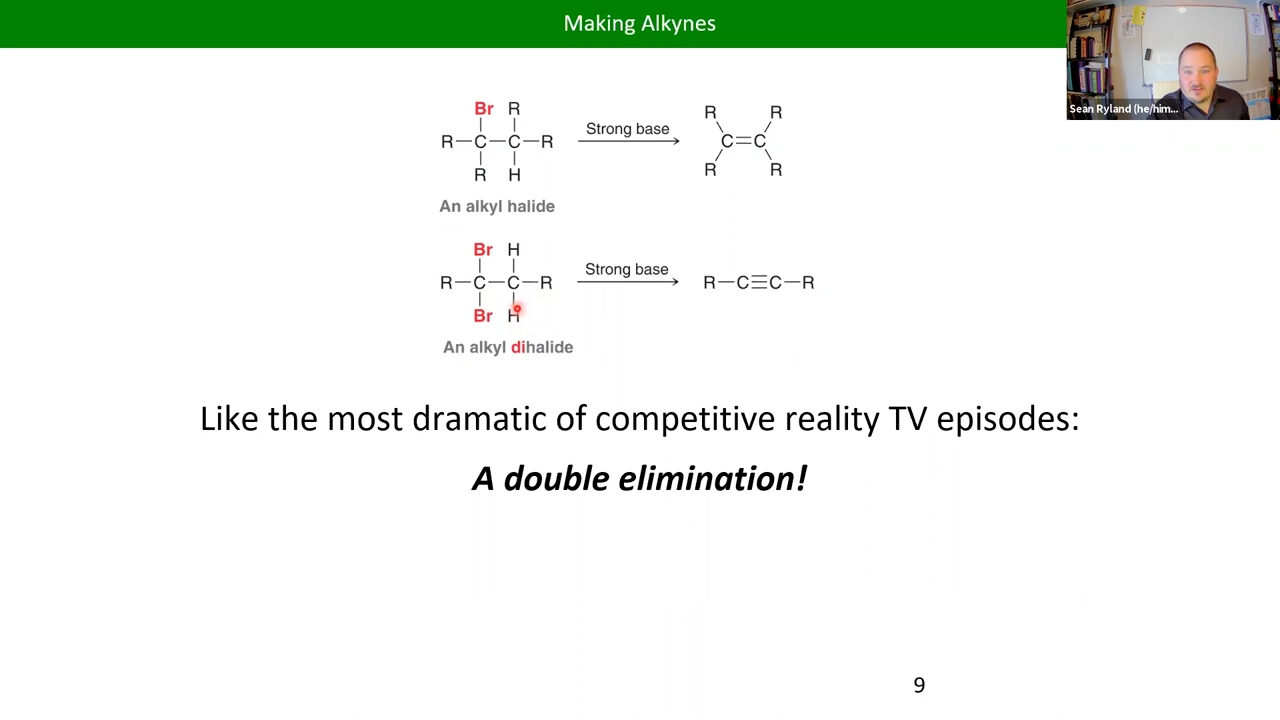 Making Alkynes
Sean Ryland (he/him...
Br R
R—C—C—R
R H
Strong base
R R
C=C
R R
An alkyl halide
Br H
R—C—C—R
Br H
Strong base
R—C≡C—R
An alkyl dihalide
Like the most dramatic of competitive reality TV episodes:
A double elimination!
9